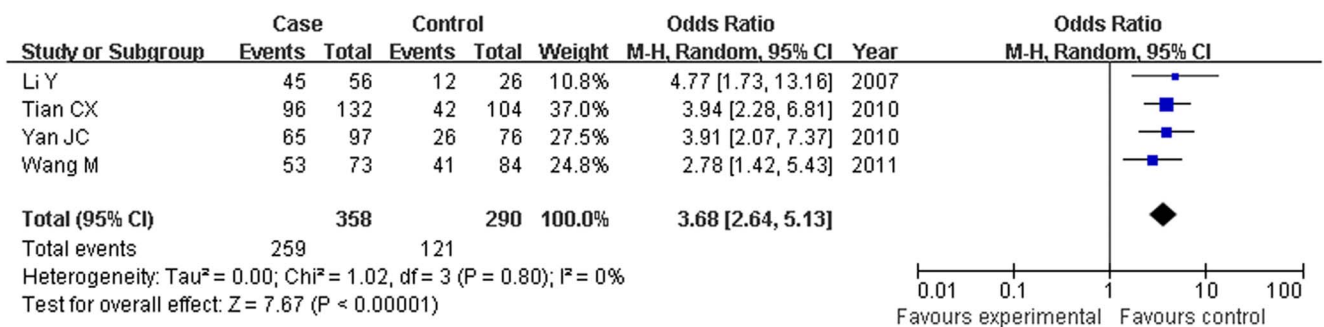 Case Control Odds Ratio Odds Ratio
Study or Subgroup Events Total Events Total Weight M-H, Random, 95% CI Year M-H, Random, 95% CI
Li Y 45 56 12 26 10.8% 4.77 [1.73, 13.16] 2007
Tian CX 96 132 42 104 37.0% 3.94 [2.28, 6.81] 2010
Yan JC 65 97 26 76 27.5% 3.91 [2.07, 7.37] 2010
Wang M 53 73 41 84 24.8% 2.78 [1.42, 5.43] 2011
Total (95% CI) 358 290 100.0% 3.68 [2.64, 5.13]
Total events 259 121
Heterogeneity: Tau² = 0.00; Chi² = 1.02, df = 3 (P = 0.80); I² = 0%
Test for overall effect: Z = 7.67 (P < 0.00001)
0.01 0.1 1 10 100
Favours experimental Favours control